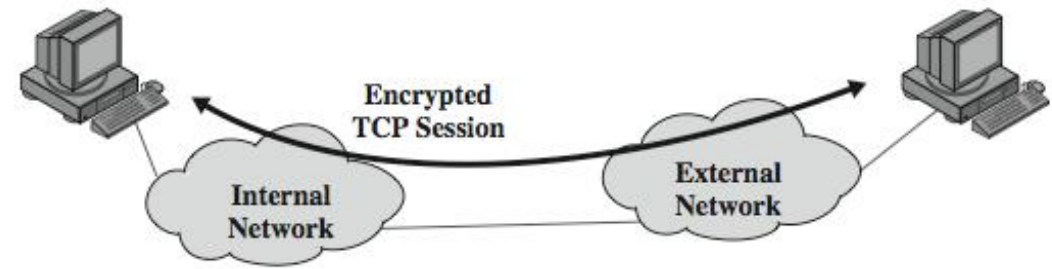 Encrypted
TCP Session
Internal
Network
External
Network